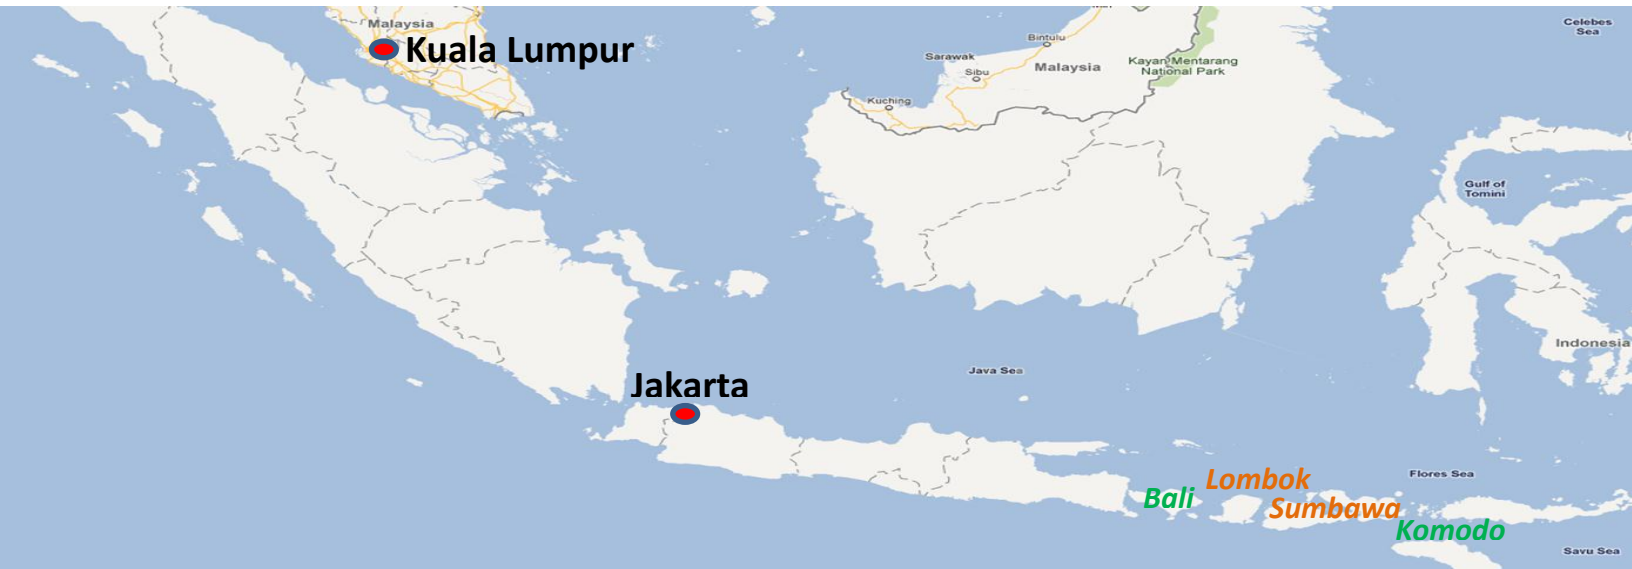 Malaysia
Celebes
Sea
Kuala Lumpur
Bintulu
Sarawak
Sibu
Malaysia
Kayan Mentarang
National Park
Kuching
Gulf of
Tomini
Indonesia
Java Sea
Jakarta
Flores Sea
Lombok
Bali
Sumbawa
Komodo
Savu Sea